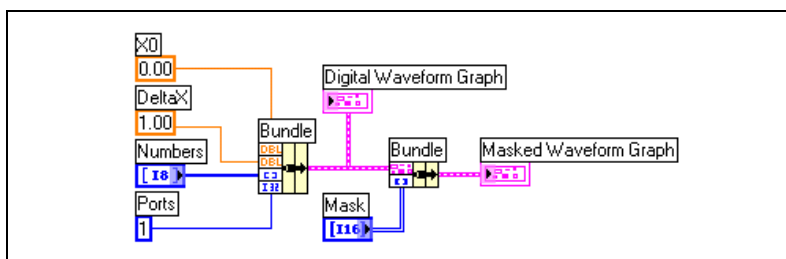 X0
0.00
Digital Waveform Graph
DeltaX
1.00
Bundle
DBL
DBL
Bundle
Masked Waveform Graph
Numbers
[I8]
I32
Ports
1
Mask
[I16]